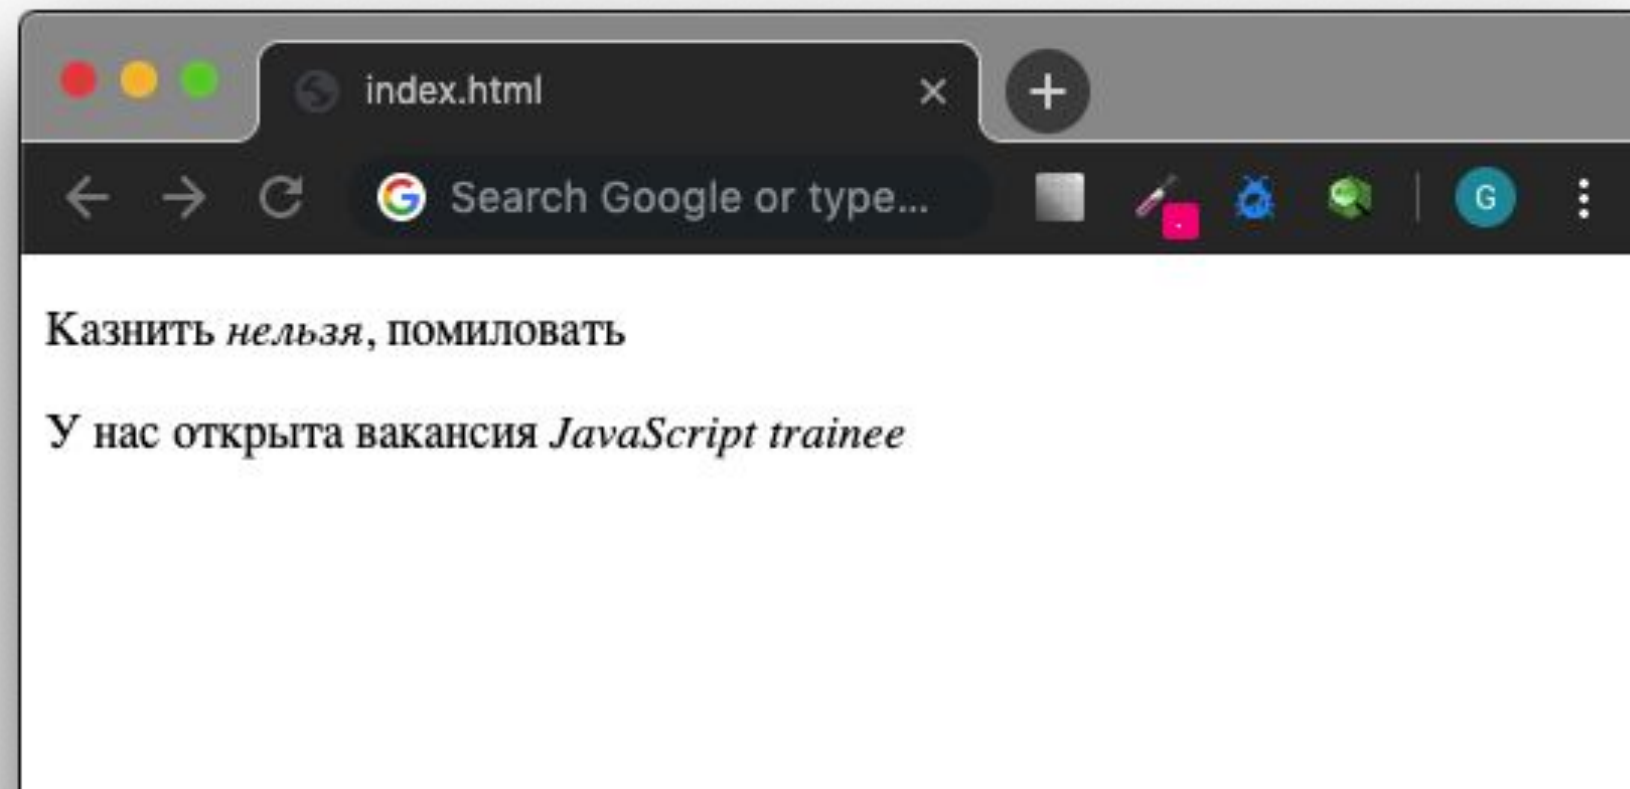 index.html
Search Google or type...
G
Казнить нельзя, помиловать
У нас открыта вакансия JavaScript trainee